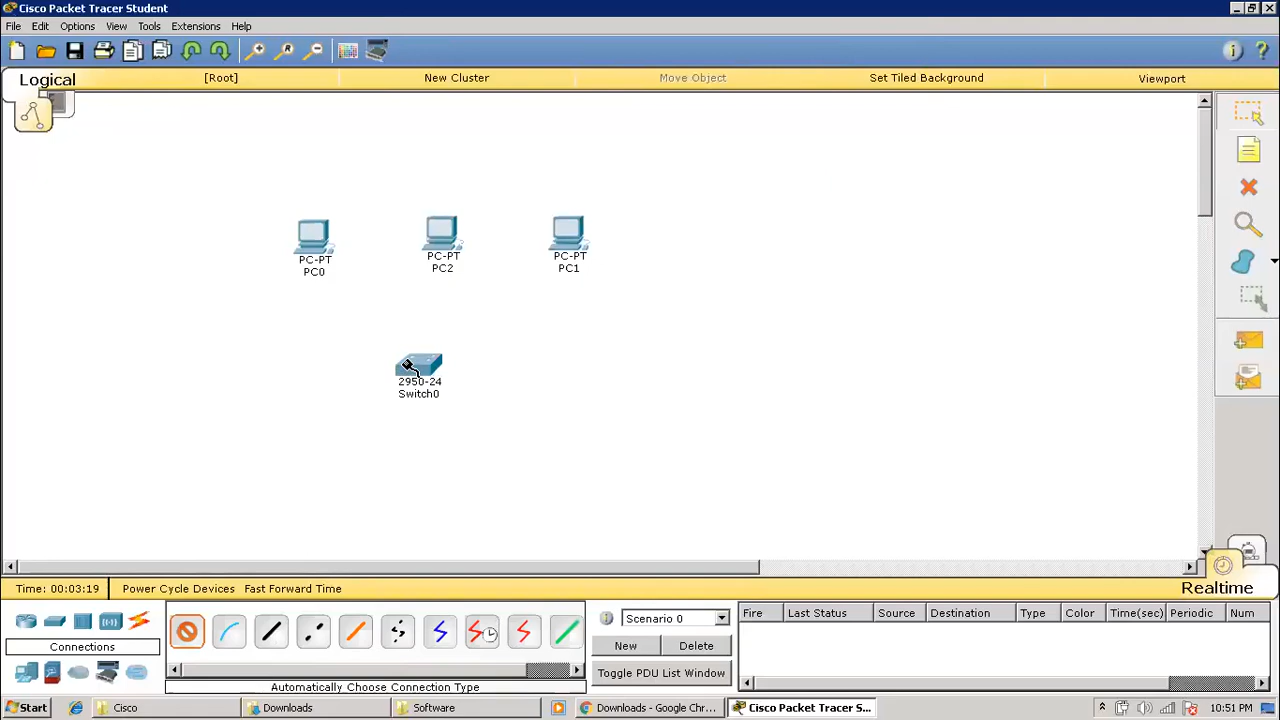 Cisco Packet Tracer Student
File Edit Options View Tools Extensions Help
Logical [Root] New Cluster Move Object Set Tiled Background Viewport
PC-PT
PC0
PC-PT
PC2
PC-PT
PC1
2950-24
Switch0
Time: 00:03:19 Power Cycle Devices Fast Forward Time
Realtime
Connections
Automatically Choose Connection Type
Scenario 0
New Delete
Toggle PDU List Window
Fire Last Status Source Destination Type Color Time(sec) Periodic Num
Start Cisco Downloads Software Downloads - Google Chr... Cisco Packet Tracer S... 10:51 PM